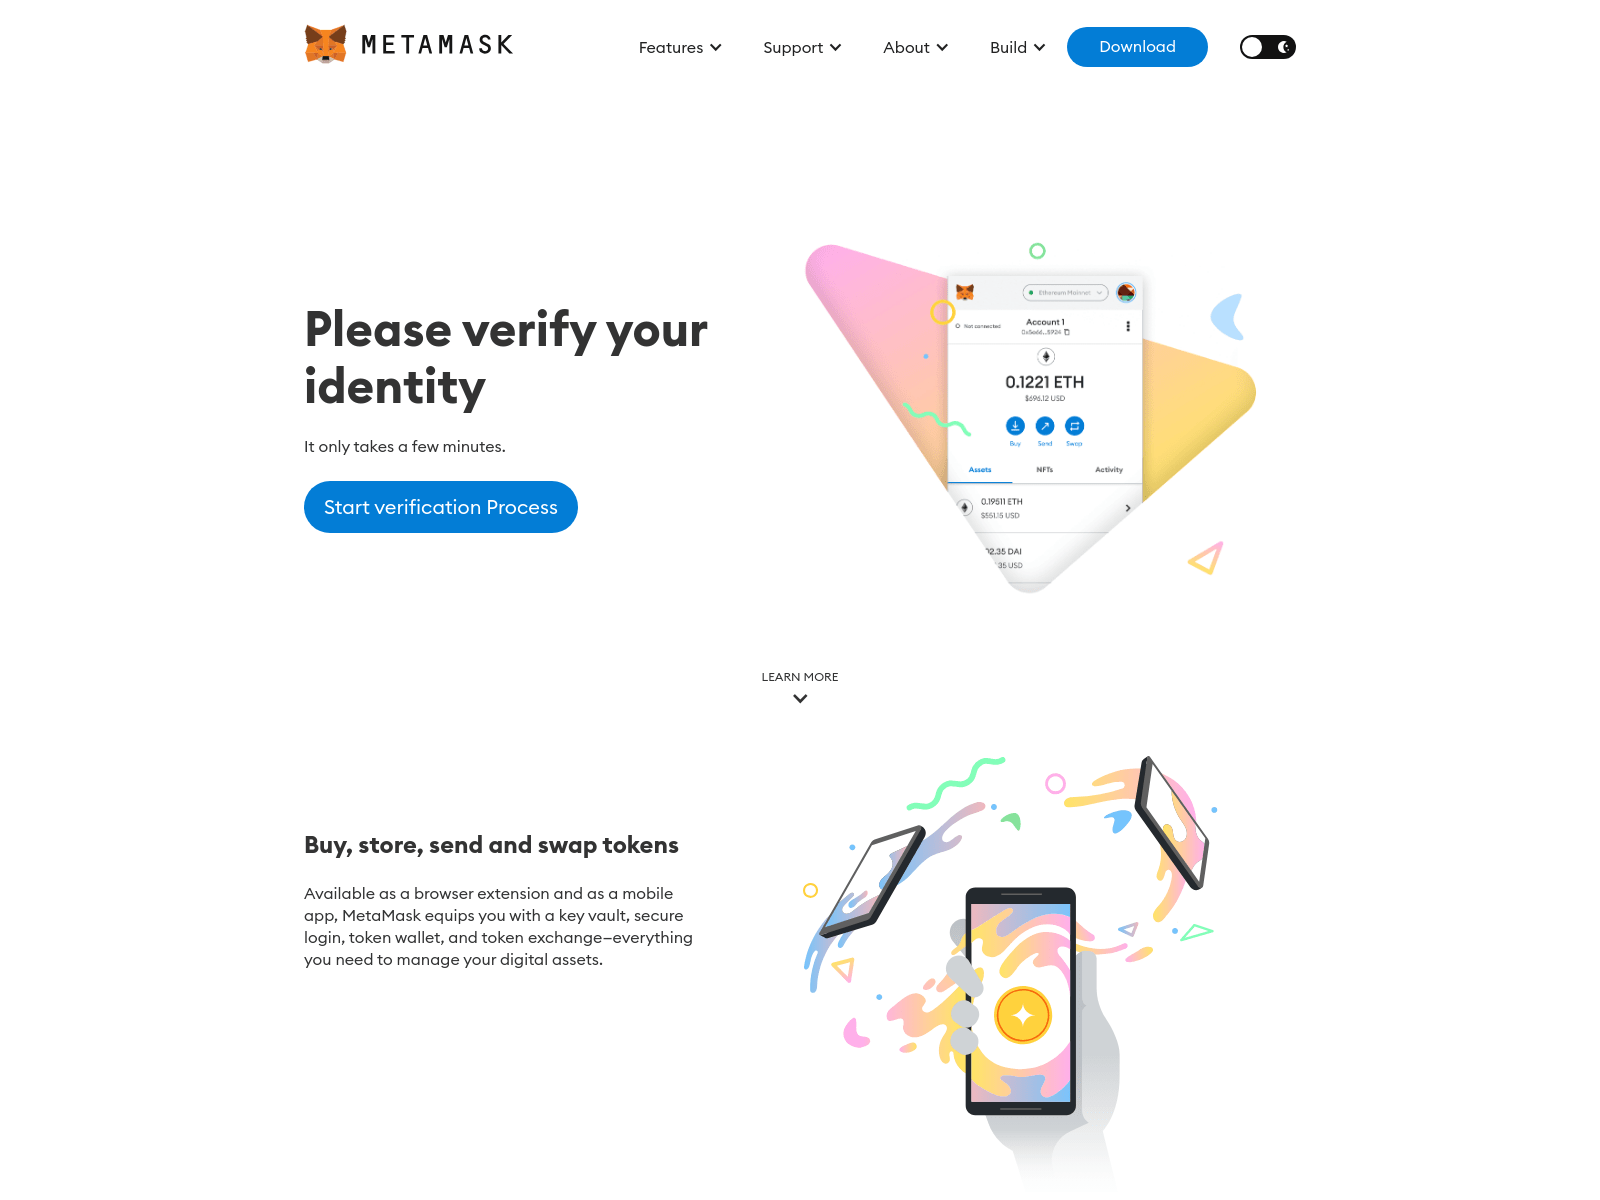 METAMASK
Features
Support
About
Build
Download
Please verify your
identity
It only takes a few minutes.
Start verification Process
Ethereum Mainnet
Not connected
Account 1
0x5e66...5924
0.1221 ETH
$696.12 USD
Buy
Send
Swap
Assets
NFTs
Activity
0.19511 ETH
$551.15 USD
02.35 DAI
35 USD
LEARN MORE
Buy, store, send and swap tokens
Available as a browser extension and as a mobile
app, MetaMask equips you with a key vault, secure
login, token wallet, and token exchange—everything
you need to manage your digital assets.